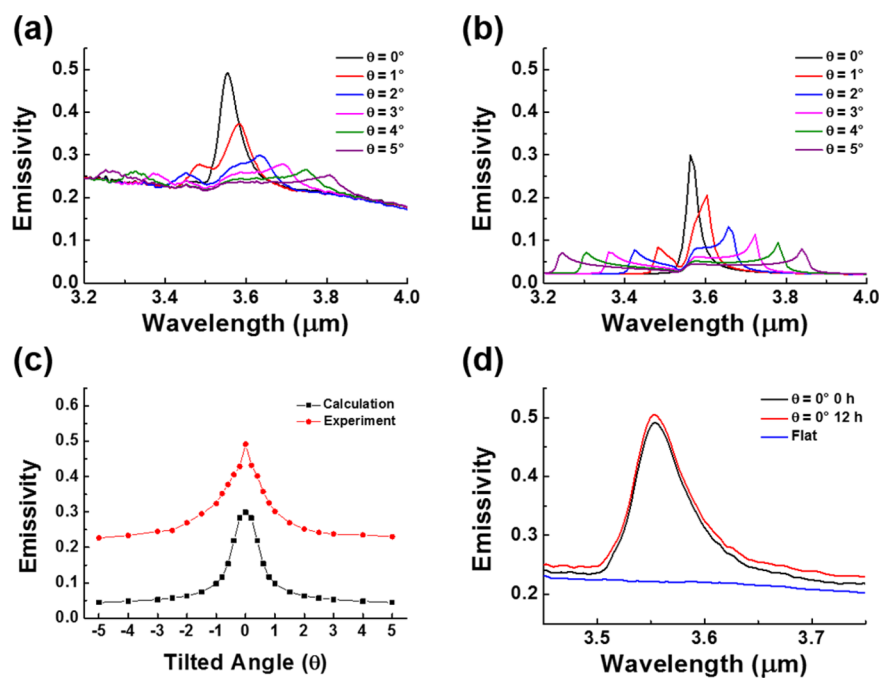 (a)
Emissivity
0.5
0.4
0.3
0.2
0.1
0.0
3.2
3.4
3.6
3.8
4.0
Wavelength (μm)
θ = 0°
θ = 1°
θ = 2°
θ = 3°
θ = 4°
θ = 5°
(b)
Emissivity
0.5
0.4
0.3
0.2
0.1
0.0
3.2
3.4
3.6
3.8
4.0
Wavelength (μm)
θ = 0°
θ = 1°
θ = 2°
θ = 3°
θ = 4°
θ = 5°
(c)
Emissivity
0.6
0.5
0.4
0.3
0.2
0.1
0.0
-5
-4
-3
-2
-1
0
1
2
3
4
5
Tilted Angle (θ)
Calculation
Experiment
(d)
Emissivity
0.5
0.4
0.3
0.2
3.5
3.6
3.7
Wavelength (μm)
θ = 0° 0 h
θ = 0° 12 h
Flat